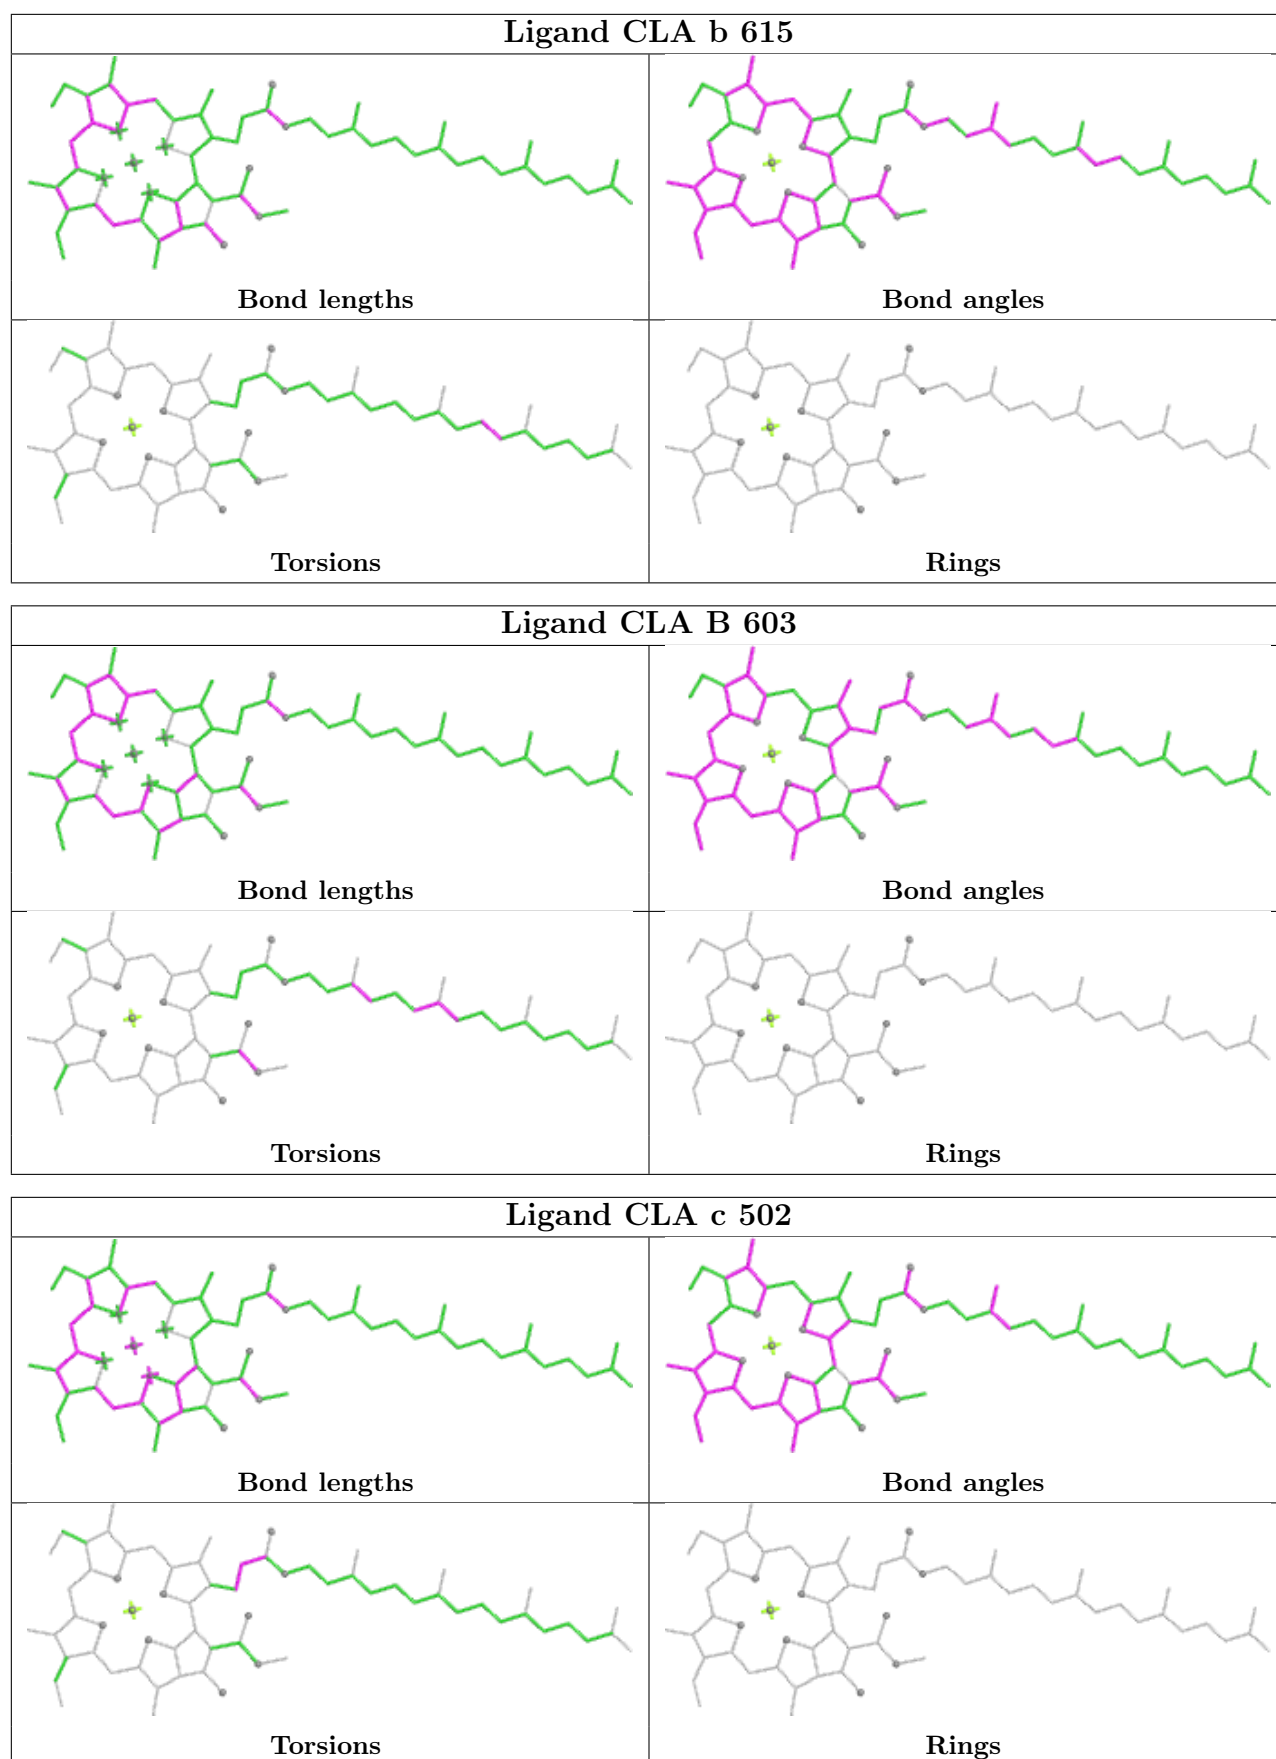 Ligand CLA b 615
Bond lengths
Bond angles
Torsions
Rings
Ligand CLA B 603
Bond lengths
Bond angles
Torsions
Rings
Ligand CLA c 502
Bond lengths
Bond angles
Torsions
Rings